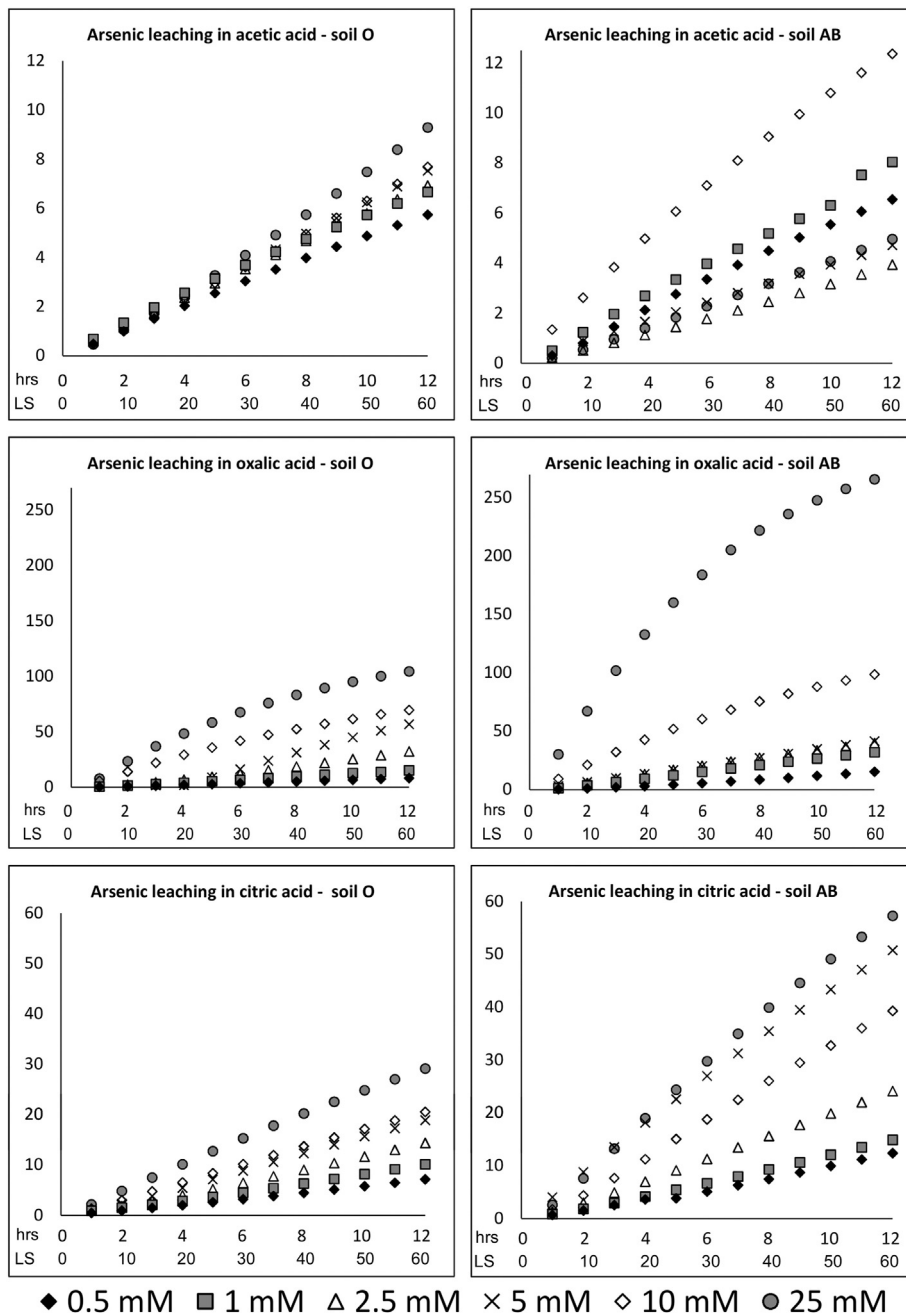 Arsenic leaching in acetic acid - soil O
12
10
8
6
4
2
0
hrs 0 2 4 6 8 10 12
LS 0 10 20 30 40 50 60
Arsenic leaching in acetic acid - soil AB
12
10
8
6
4
2
0
hrs 0 2 4 6 8 10 12
LS 0 10 20 30 40 50 60
Arsenic leaching in oxalic acid - soil O
250
200
150
100
50
0
hrs 0 2 4 6 8 10 12
LS 0 10 20 30 40 50 60
Arsenic leaching in oxalic acid - soil AB
250
200
150
100
50
0
hrs 0 2 4 6 8 10 12
LS 0 10 20 30 40 50 60
Arsenic leaching in citric acid - soil O
60
50
40
30
20
10
0
hrs 0 2 4 6 8 10 12
LS 0 10 20 30 40 50 60
Arsenic leaching in citric acid - soil AB
60
50
40
30
20
10
0
hrs 0 2 4 6 8 10 12
LS 0 10 20 30 40 50 60
0.5 mM 1 mM 2.5 mM 5 mM 10 mM 25 mM